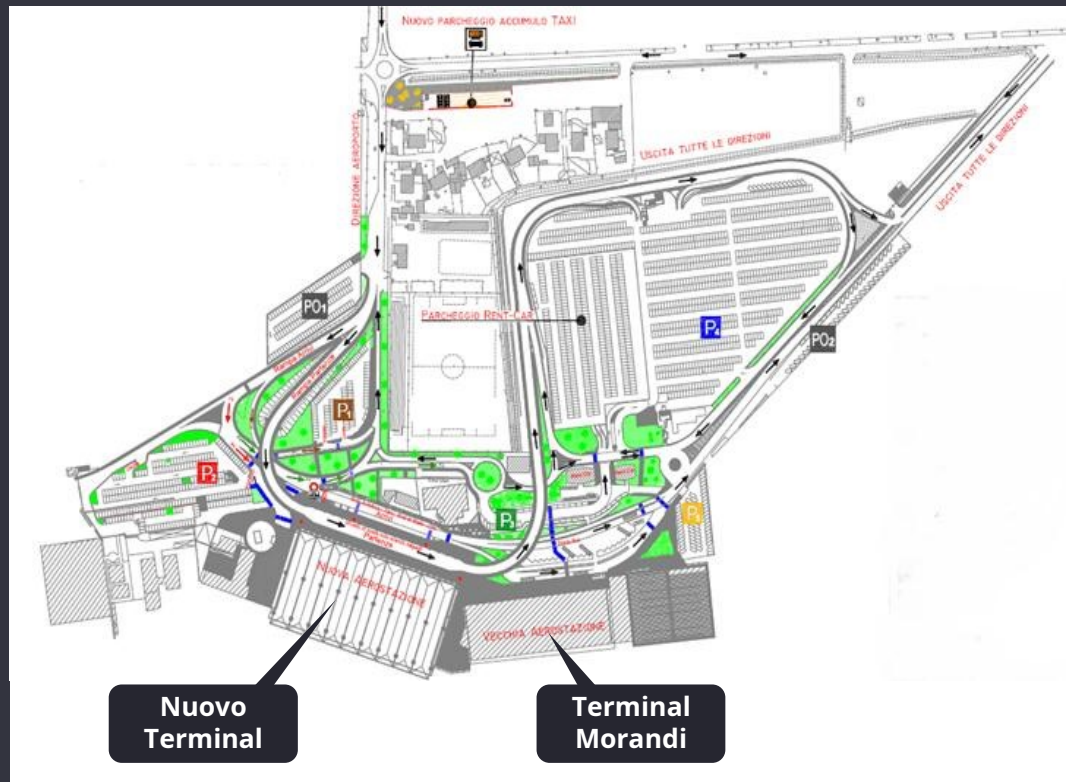 NUOVO PARCHEGGIO ACCUMULO TAXI
DIREZIONE AEROPORTO
USCITA TUTTE LE DIREZIONI
USCITA TUTTE LE DIREZIONI
PO1
PARCHEGGIO RENT-CAR
P4
PO2
P1
P2
P3
Partenze
NUOVA AEROSTAZIONE
VECCHIA AEROSTAZIONE
Nuovo
Terminal
Terminal
Morandi